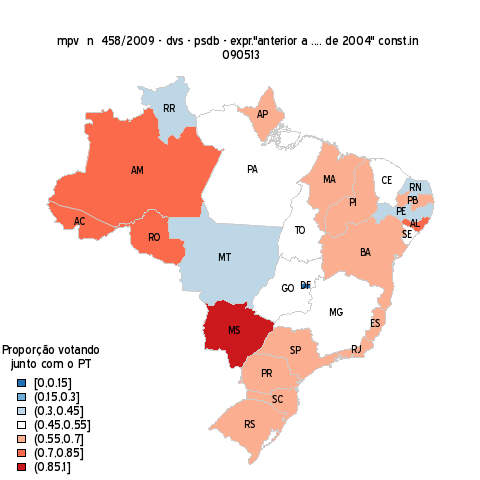 mpv n 458/2009 - dvs - psdb - expr."anterior a .... de 2004" const.in
090513
RR
AP
AM
PA
MA
CE
RN
PB
PI
PE
AL
AC
RO
TO
SE
MT
BA
GO
DF
MG
MS
ES
SP
RJ
PR
SC
RS
Proporção votando
junto com o PT
[0,0.15]
(0.15,0.3]
(0.3,0.45]
(0.45,0.55]
(0.55,0.7]
(0.7,0.85]
(0.85,1]